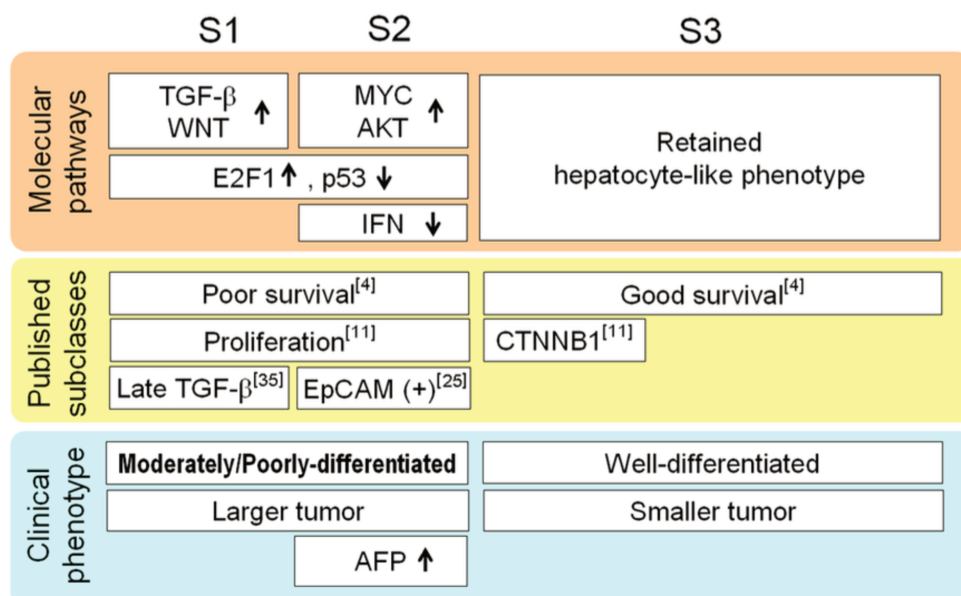 S1 S2 S3
Molecular
pathways
TGF-β
WNT ↑
MYC
AKT ↑
Retained
hepatocyte-like phenotype
E2F1↑ , p53 ↓
IFN ↓
Published
subclasses
Poor survival[4]
Good survival[4]
Proliferation[11]
CTNNB1[11]
Late TGF-β[35]
EpCAM (+)[25]
Clinical
phenotype
Moderately/Poorly-differentiated
Well-differentiated
Larger tumor
Smaller tumor
AFP ↑